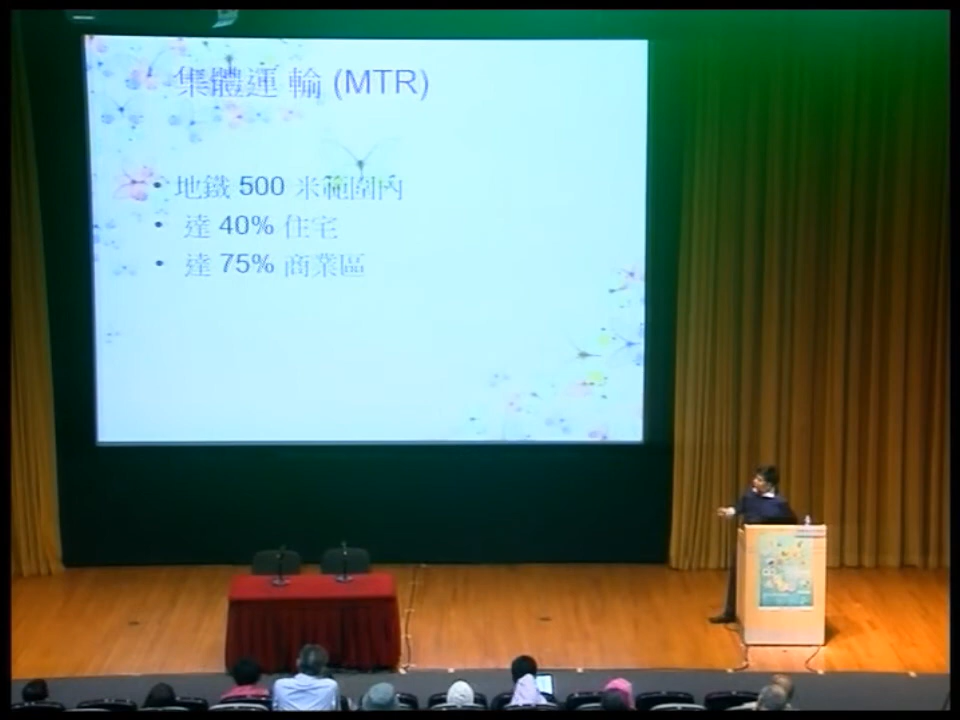 集體運 輸 (MTR)
• 地鐵 500 米範圍內
• 達 40% 住宅
• 達 75% 商業區